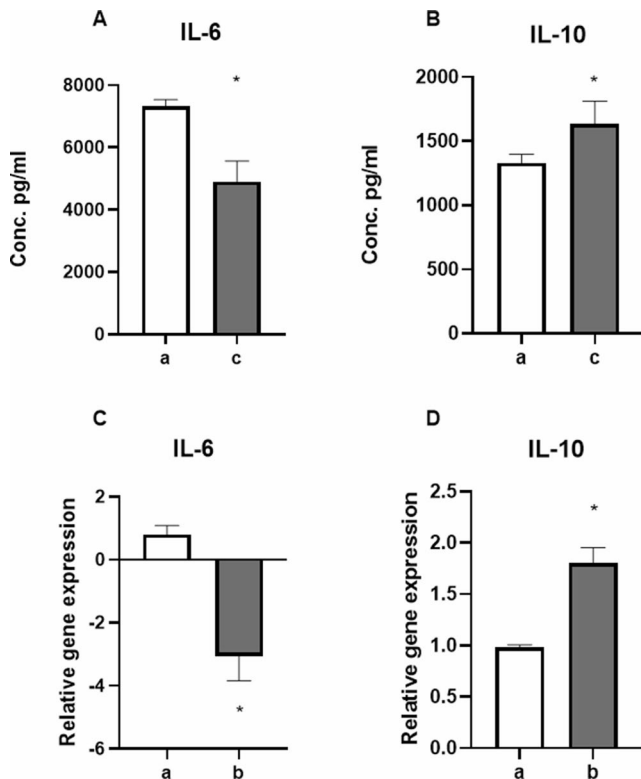 A
IL-6
Conc. pg/ml
8000
6000
4000
2000
0
*
a c
B
IL-10
Conc. pg/ml
2000
1500
1000
500
0
*
a c
C
IL-6
Relative gene expression
2
0
-2
-4
-6
*
a b
D
IL-10
Relative gene expression
2.5
2.0
1.5
1.0
0.5
0.0
*
a b